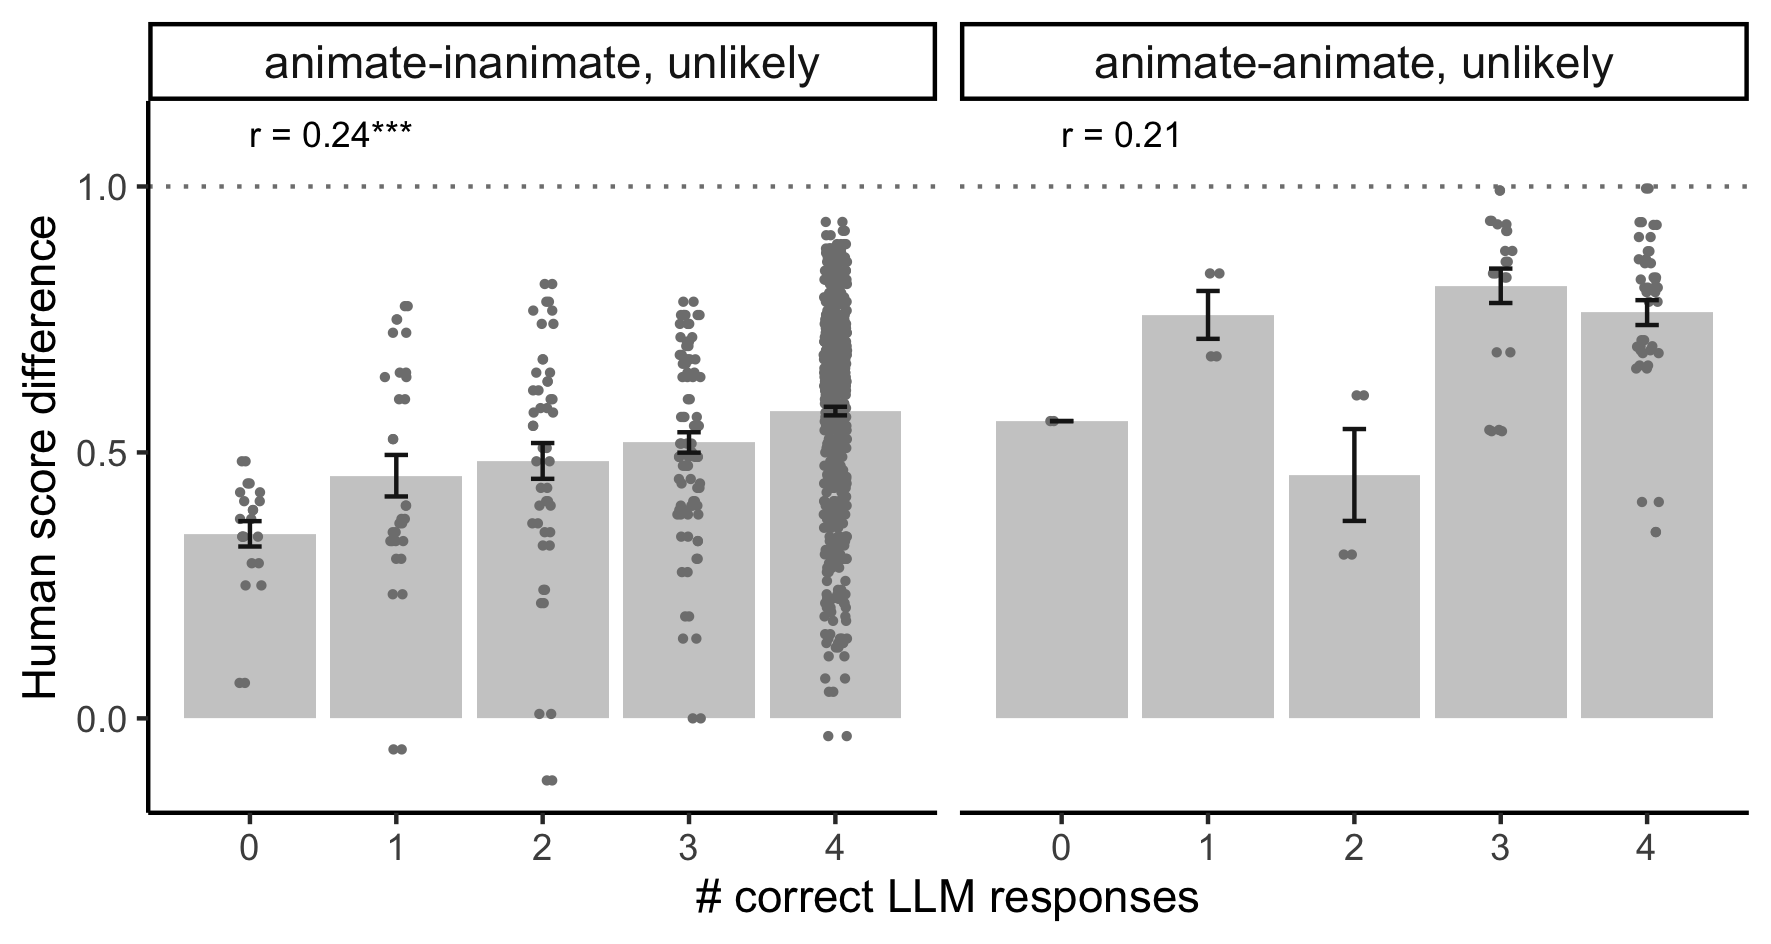 animate-inanimate, unlikely
animate-animate, unlikely
r = 0.24***
r = 0.21
1.0
0.5
0.0
Human score difference
0 1 2 3 4
0 1 2 3 4
# correct LLM responses